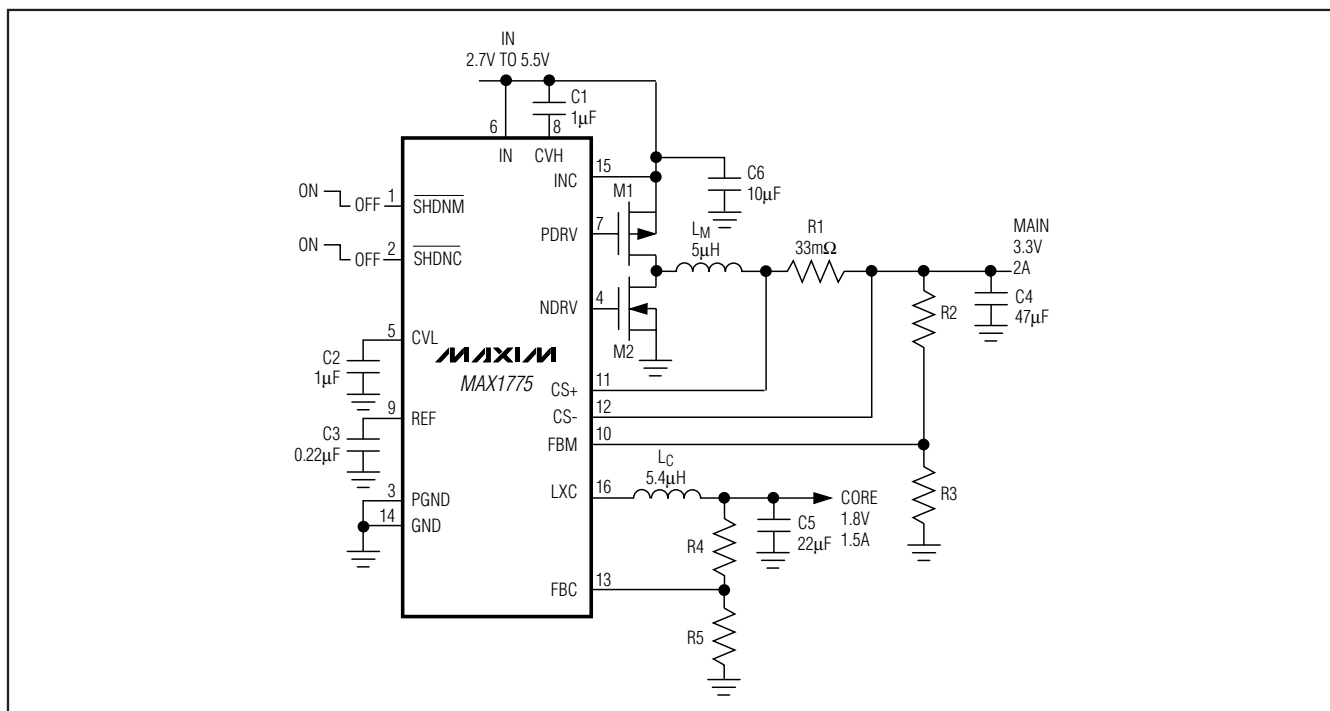 IN
2.7V TO 5.5V
C1
1µF
6
8
IN
CVH
15
INC
C6
10µF
ON
OFF
1
SHDNM
M1
7
PDRV
LM
5µH
R1
33mΩ
MAIN
3.3V
2A
ON
OFF
2
SHDNC
4
NDRV
M2
R2
C4
47µF
5
CVL
C2
1µF
MAXIM
MAX1775
11
CS+
12
CS-
9
REF
C3
0.22µF
10
FBM
LC
5.4µH
LXC
16
CORE
1.8V
1.5A
R3
3
PGND
14
GND
C5
22µF
R4
13
FBC
R5